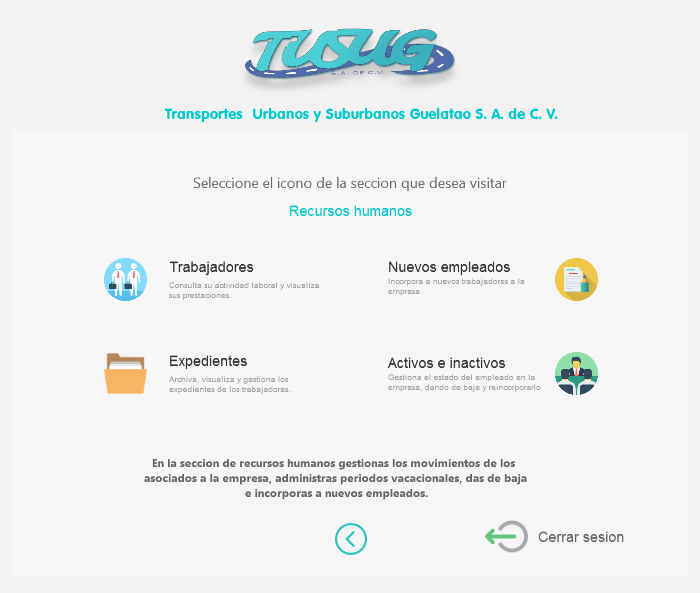 TUSUG
S.A. DE C.V.
Transportes Urbanos y Suburbanos Guelatao S. A. de C. V.
Seleccione el icono de la seccion que desea visitar
Recursos humanos
Trabajadores
Consulta su actividad laboral y visualiza
sus prestaciones.
Nuevos empleados
Incorpora a nuevos trabajadores a la
empresa.
Expedientes
Archiva, visualiza y gestiona los
expedientes de los trabajadores.
Activos e inactivos
Gestiona el estado del empleado en la
empresa, dando de baja y reincorporarlo
En la seccion de recursos humanos gestionas los movimientos de los
asociados a la empresa, administras periodos vacacionales, das de baja
e incorporas a nuevos empleados.
Cerrar sesion